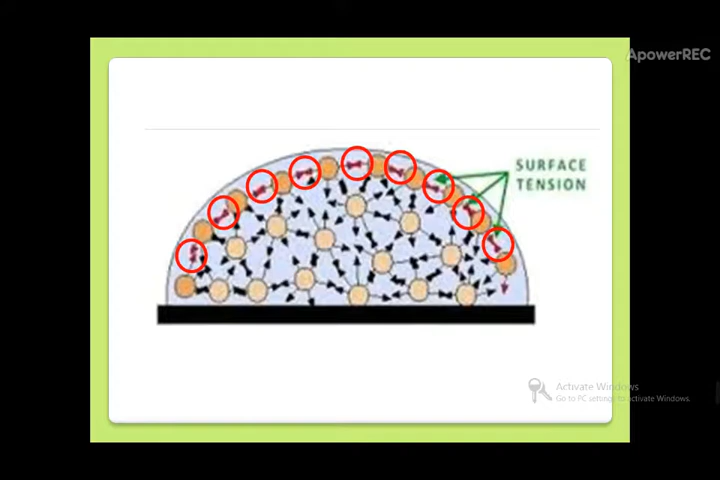 ApowerREC
SURFACE
TENSION
Activate Windows
Go to PC settings to activate Windows.